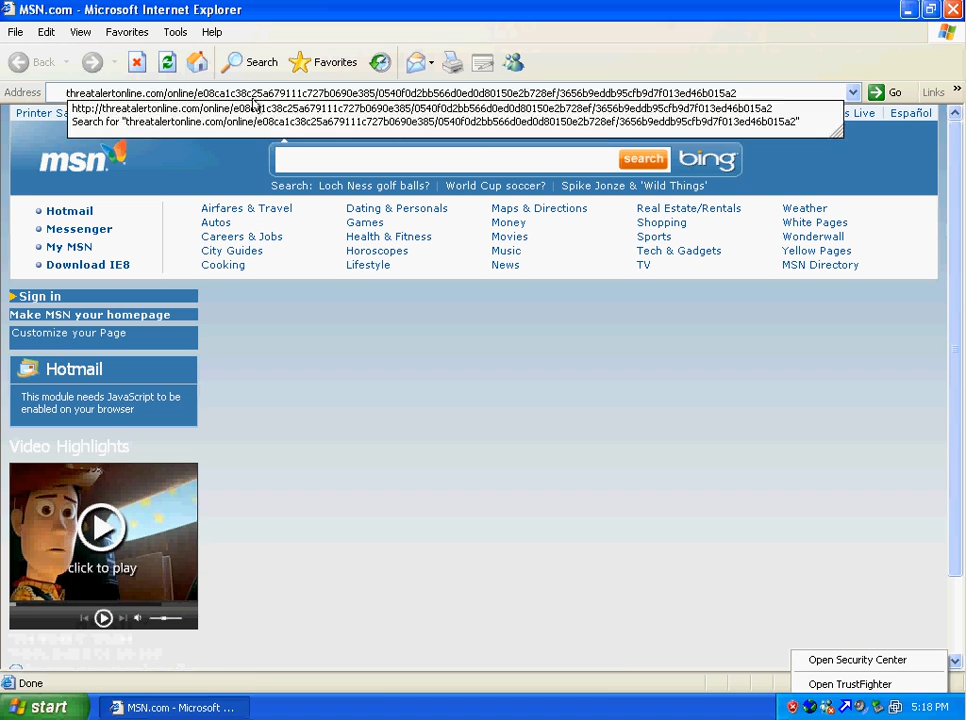 MSN.com - Microsoft Internet Explorer
File Edit View Favorites Tools Help
Back Search Favorites
Address threatalertonline.com/online/e08ca1c38c25a679111c727b0690e385/0540f0d2bb566d0ed0d80150e2b728ef/3656b9eddb95cfb9d7f013ed46b015a2 Go Links »
http://threatalertonline.com/online/e08ca1c38c25a679111c727b0690e385/0540f0d2bb566d0ed0d80150e2b728ef/3656b9eddb95cfb9d7f013ed46b015a2
Search for "threatalertonline.com/online/e08ca1c38c25a679111c727b0690e385/0540f0d2bb566d0ed0d80150e2b728ef/3656b9eddb95cfb9d7f013ed46b015a2"
Printer Sa s Live Español
msn search bing
Search: Loch Ness golf balls? | World Cup soccer? | Spike Jonze & 'Wild Things'
Hotmail
Messenger
My MSN
Download IE8
Airfares & Travel
Autos
Careers & Jobs
City Guides
Cooking
Dating & Personals
Games
Health & Fitness
Horoscopes
Lifestyle
Maps & Directions
Money
Movies
Music
News
Real Estate/Rentals
Shopping
Sports
Tech & Gadgets
TV
Weather
White Pages
Wonderwall
Yellow Pages
MSN Directory
Sign in
Make MSN your homepage
Customize your Page
Hotmail
This module needs JavaScript to be
enabled on your browser
Video Highlights
click to play
Open Security Center
Open TrustFighter
Done
start MSN.com - Microsoft ... 5:18 PM